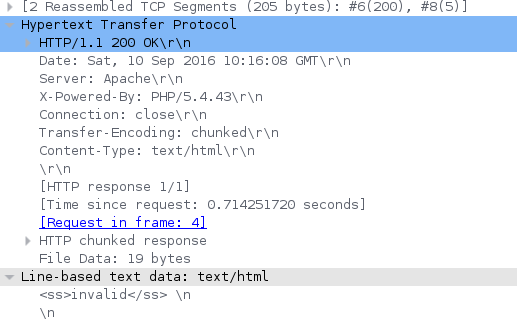 [2 Reassembled TCP Segments (205 bytes): #6(200), #8(5)]
Hypertext Transfer Protocol
HTTP/1.1 200 OK\r\n
Date: Sat, 10 Sep 2016 10:16:08 GMT\r\n
Server: Apache\r\n
X-Powered-By: PHP/5.4.43\r\n
Connection: close\r\n
Transfer-Encoding: chunked\r\n
Content-Type: text/html\r\n
\r\n
[HTTP response 1/1]
[Time since request: 0.714251720 seconds]
[Request in frame: 4]
HTTP chunked response
File Data: 19 bytes
Line-based text data: text/html
<ss>invalid</ss> \n
\n